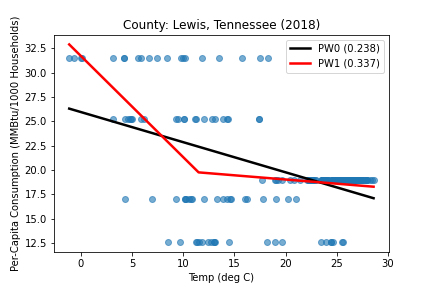 County: Lewis, Tennessee (2018)
PW0 (0.238)
PW1 (0.337)
Per-Capita Consumption (MMBtu/1000 Households)
32.5
30.0
27.5
25.0
22.5
20.0
17.5
15.0
12.5
0 5 10 15 20 25 30
Temp (deg C)